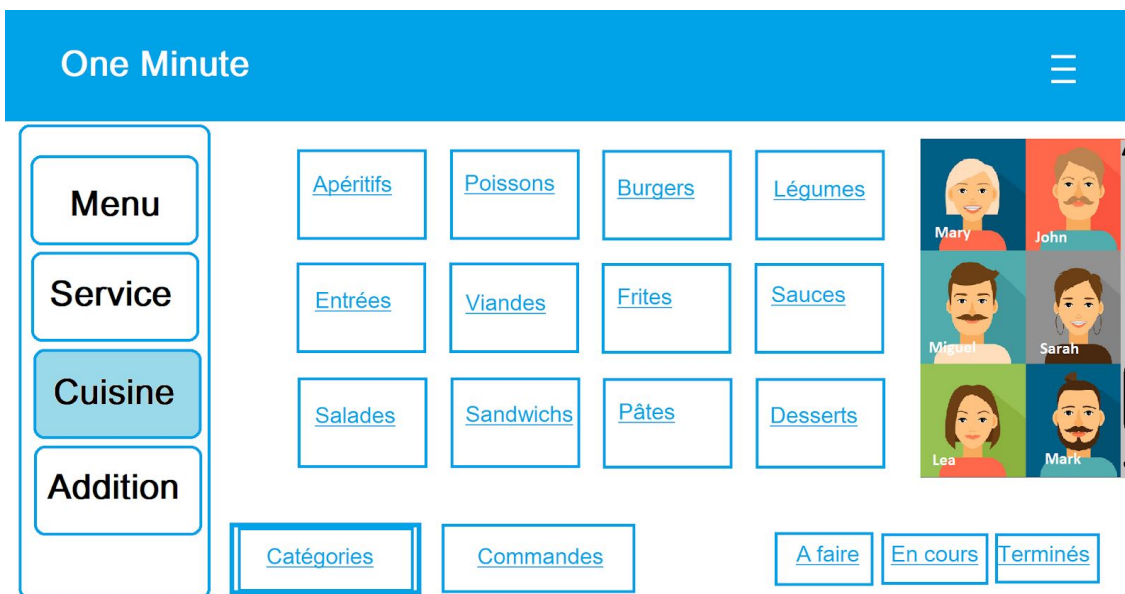 One Minute
Menu
Service
Cuisine
Addition
Apéritifs
Poissons
Burgers
Légumes
Entrées
Viandes
Frites
Sauces
Salades
Sandwichs
Pâtes
Desserts
Mary
John
Miguel
Sarah
Lea
Mark
Catégories
Commandes
A faire
En cours
Terminés